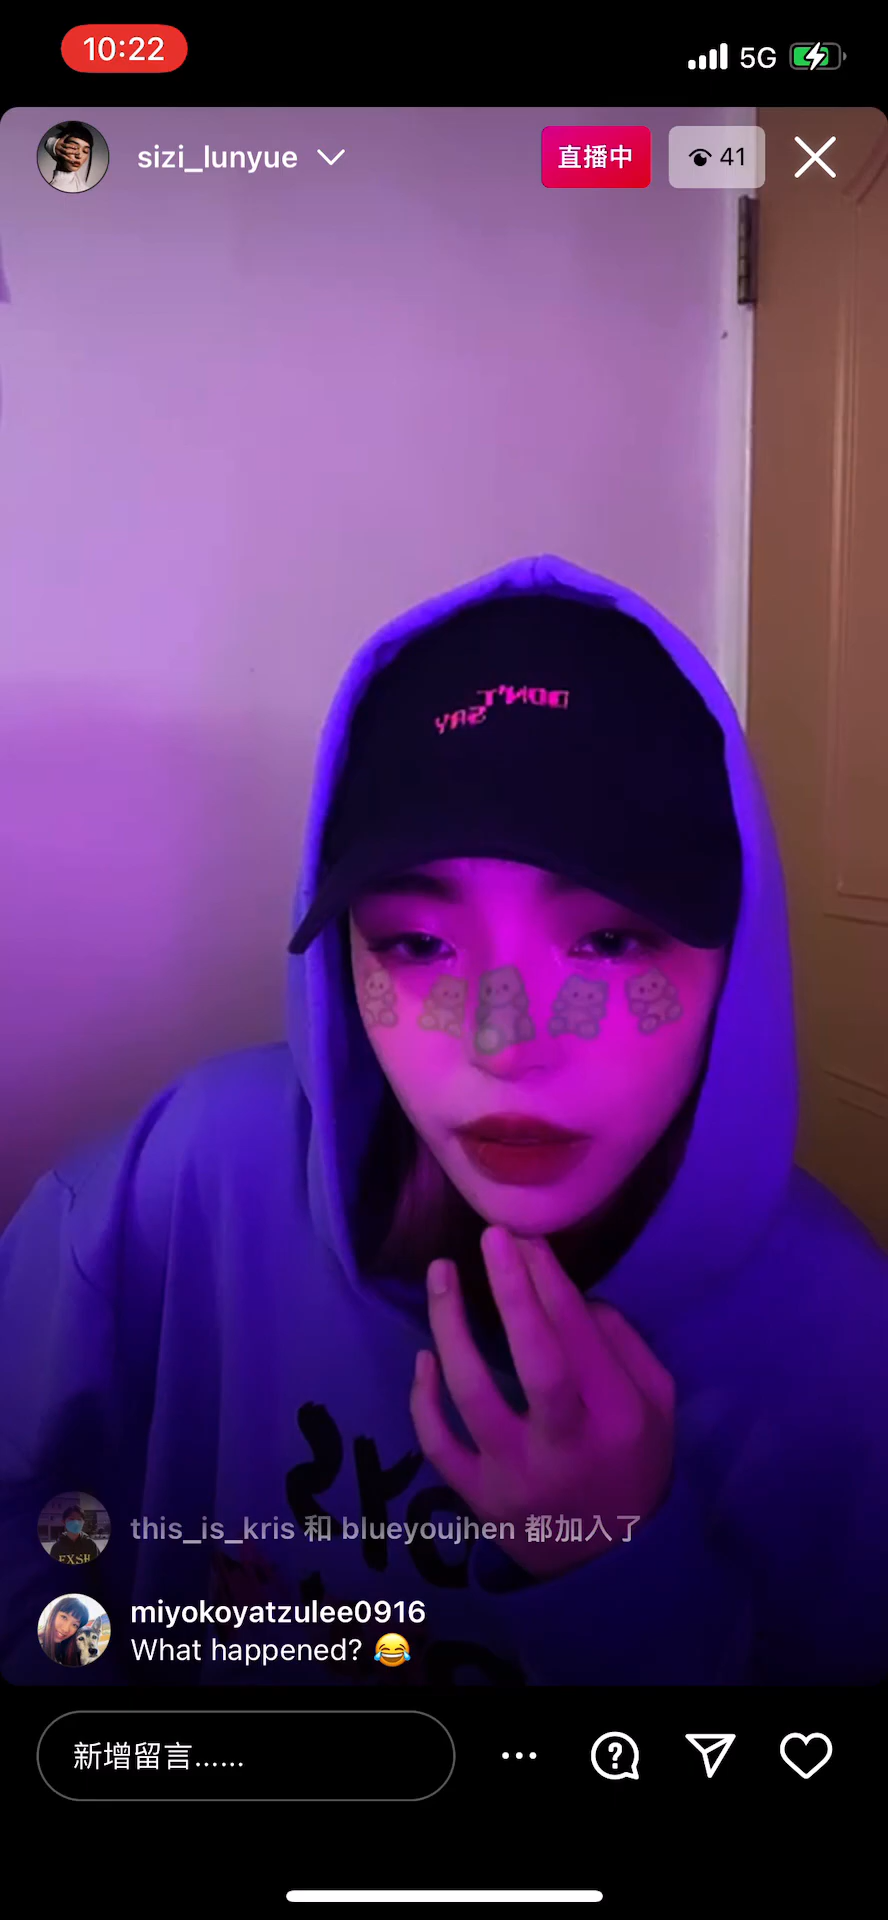 10:22
5G
sizi_lunyue
直播中
41
DON'T
SAY
this_is_kris 和 blueyoujhen 都加入了
EXSH
miyokoyatzulee0916
What happened? 😂
新增留言……